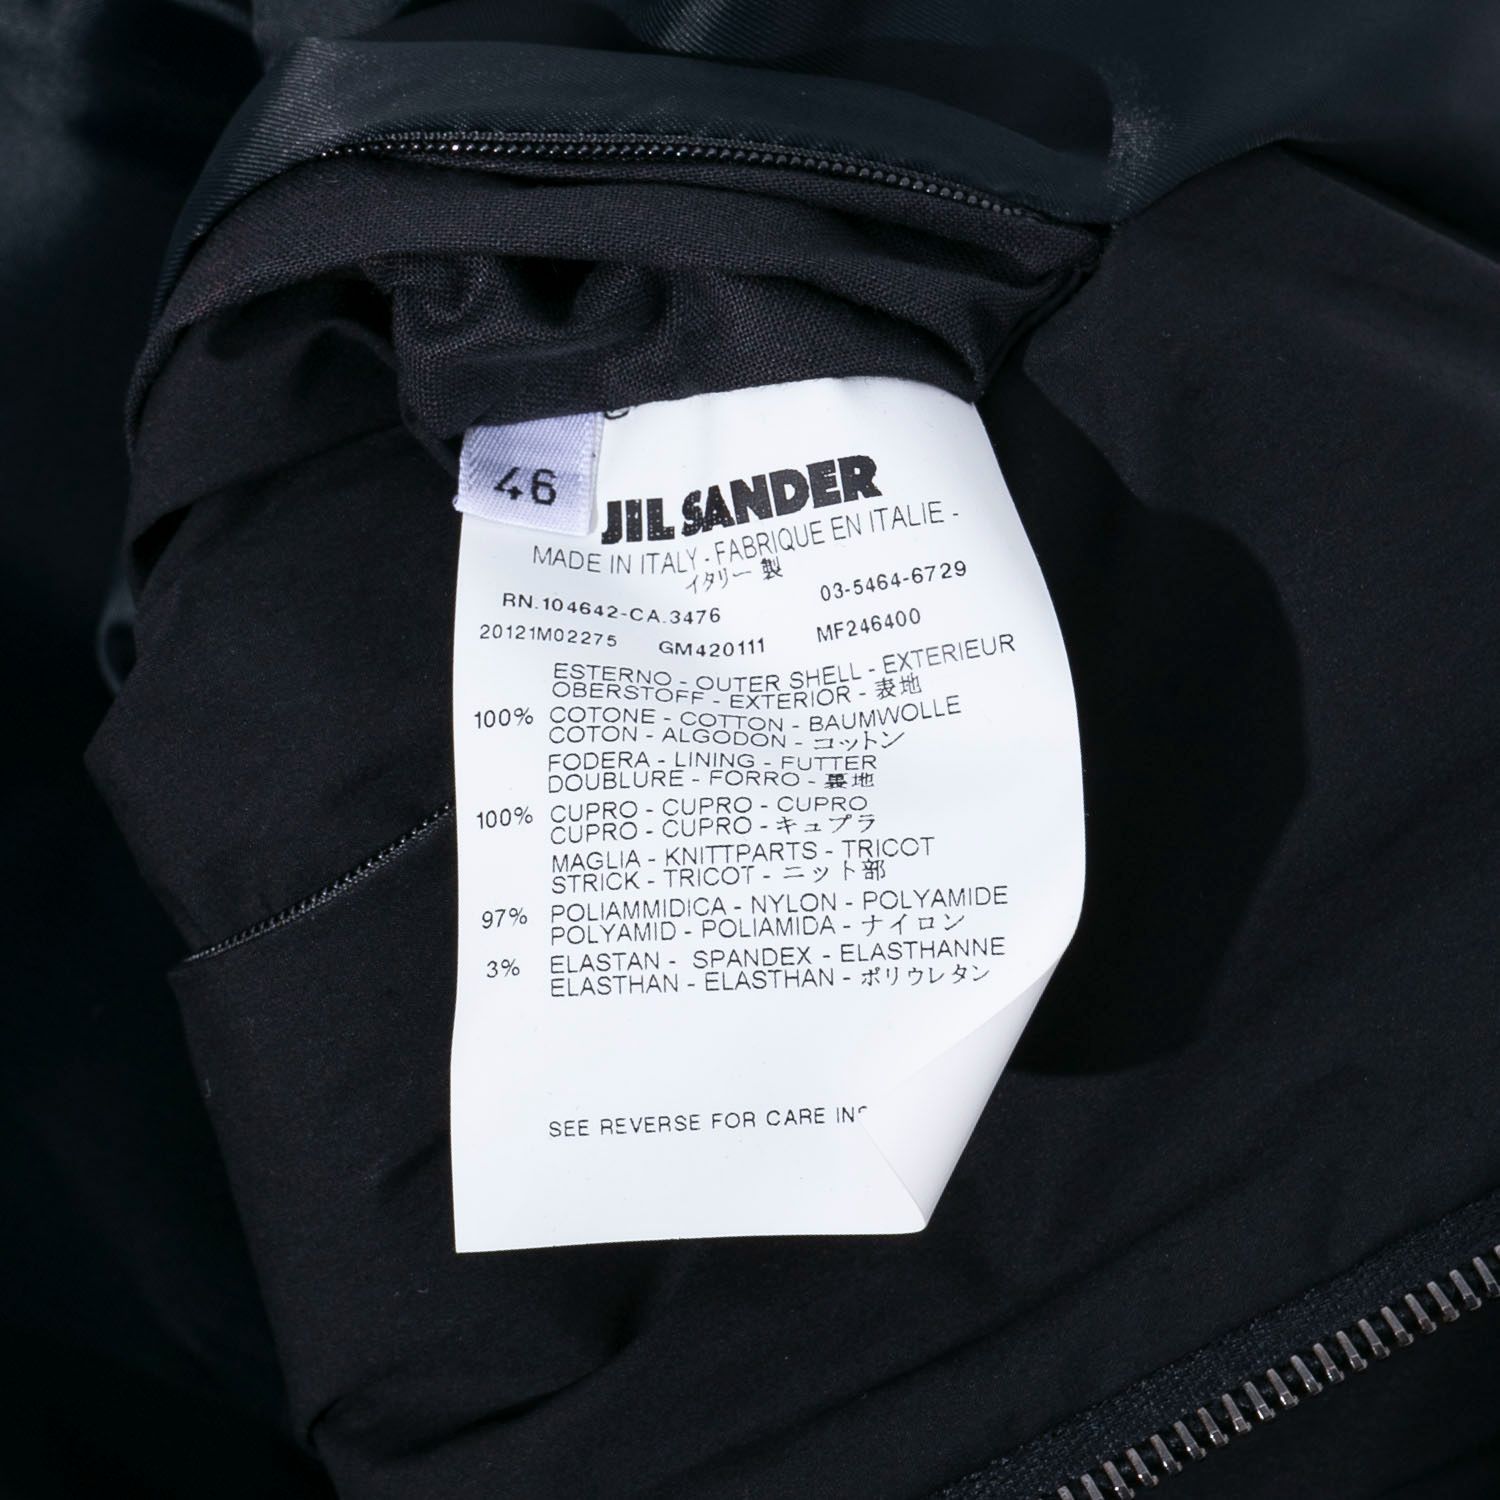 46
JIL SANDER
MADE IN ITALY - FABRIQUE EN ITALIE -
イタリー製
RN.104642-CA.3476 03-5464-6729
20121M02275 GM420111 MF246400
ESTERNO - OUTER SHELL - EXTERIEUR
OBERSTOFF - EXTERIOR - 表地
100% COTONE - COTTON - BAUMWOLLE
COTON - ALGODON - コットン
FODERA - LINING - FUTTER
DOUBLURE - FORRO - 裏地
100% CUPRO - CUPRO - CUPRO
CUPRO - CUPRO - キュプラ
MAGLIA - KNITTPARTS - TRICOT
STRICK - TRICOT - ニット部
97% POLIAMMIDICA - NYLON - POLYAMIDE
POLYAMID - POLIAMIDA - ナイロン
3% ELASTAN - SPANDEX - ELASTHANNE
ELASTHAN - ELASTHAN - ポリウレタン
SEE REVERSE FOR CARE